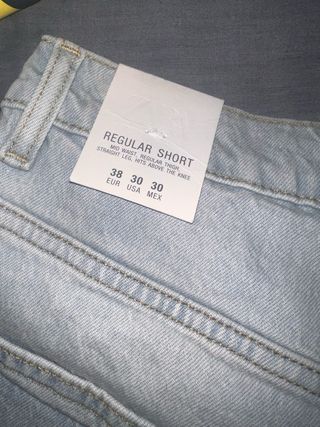 REGULAR SHORT
MID WAIST, REGULAR THIGH,
STRAIGHT LEG, HITS ABOVE THE KNEE
38 30 30
EUR USA MEX